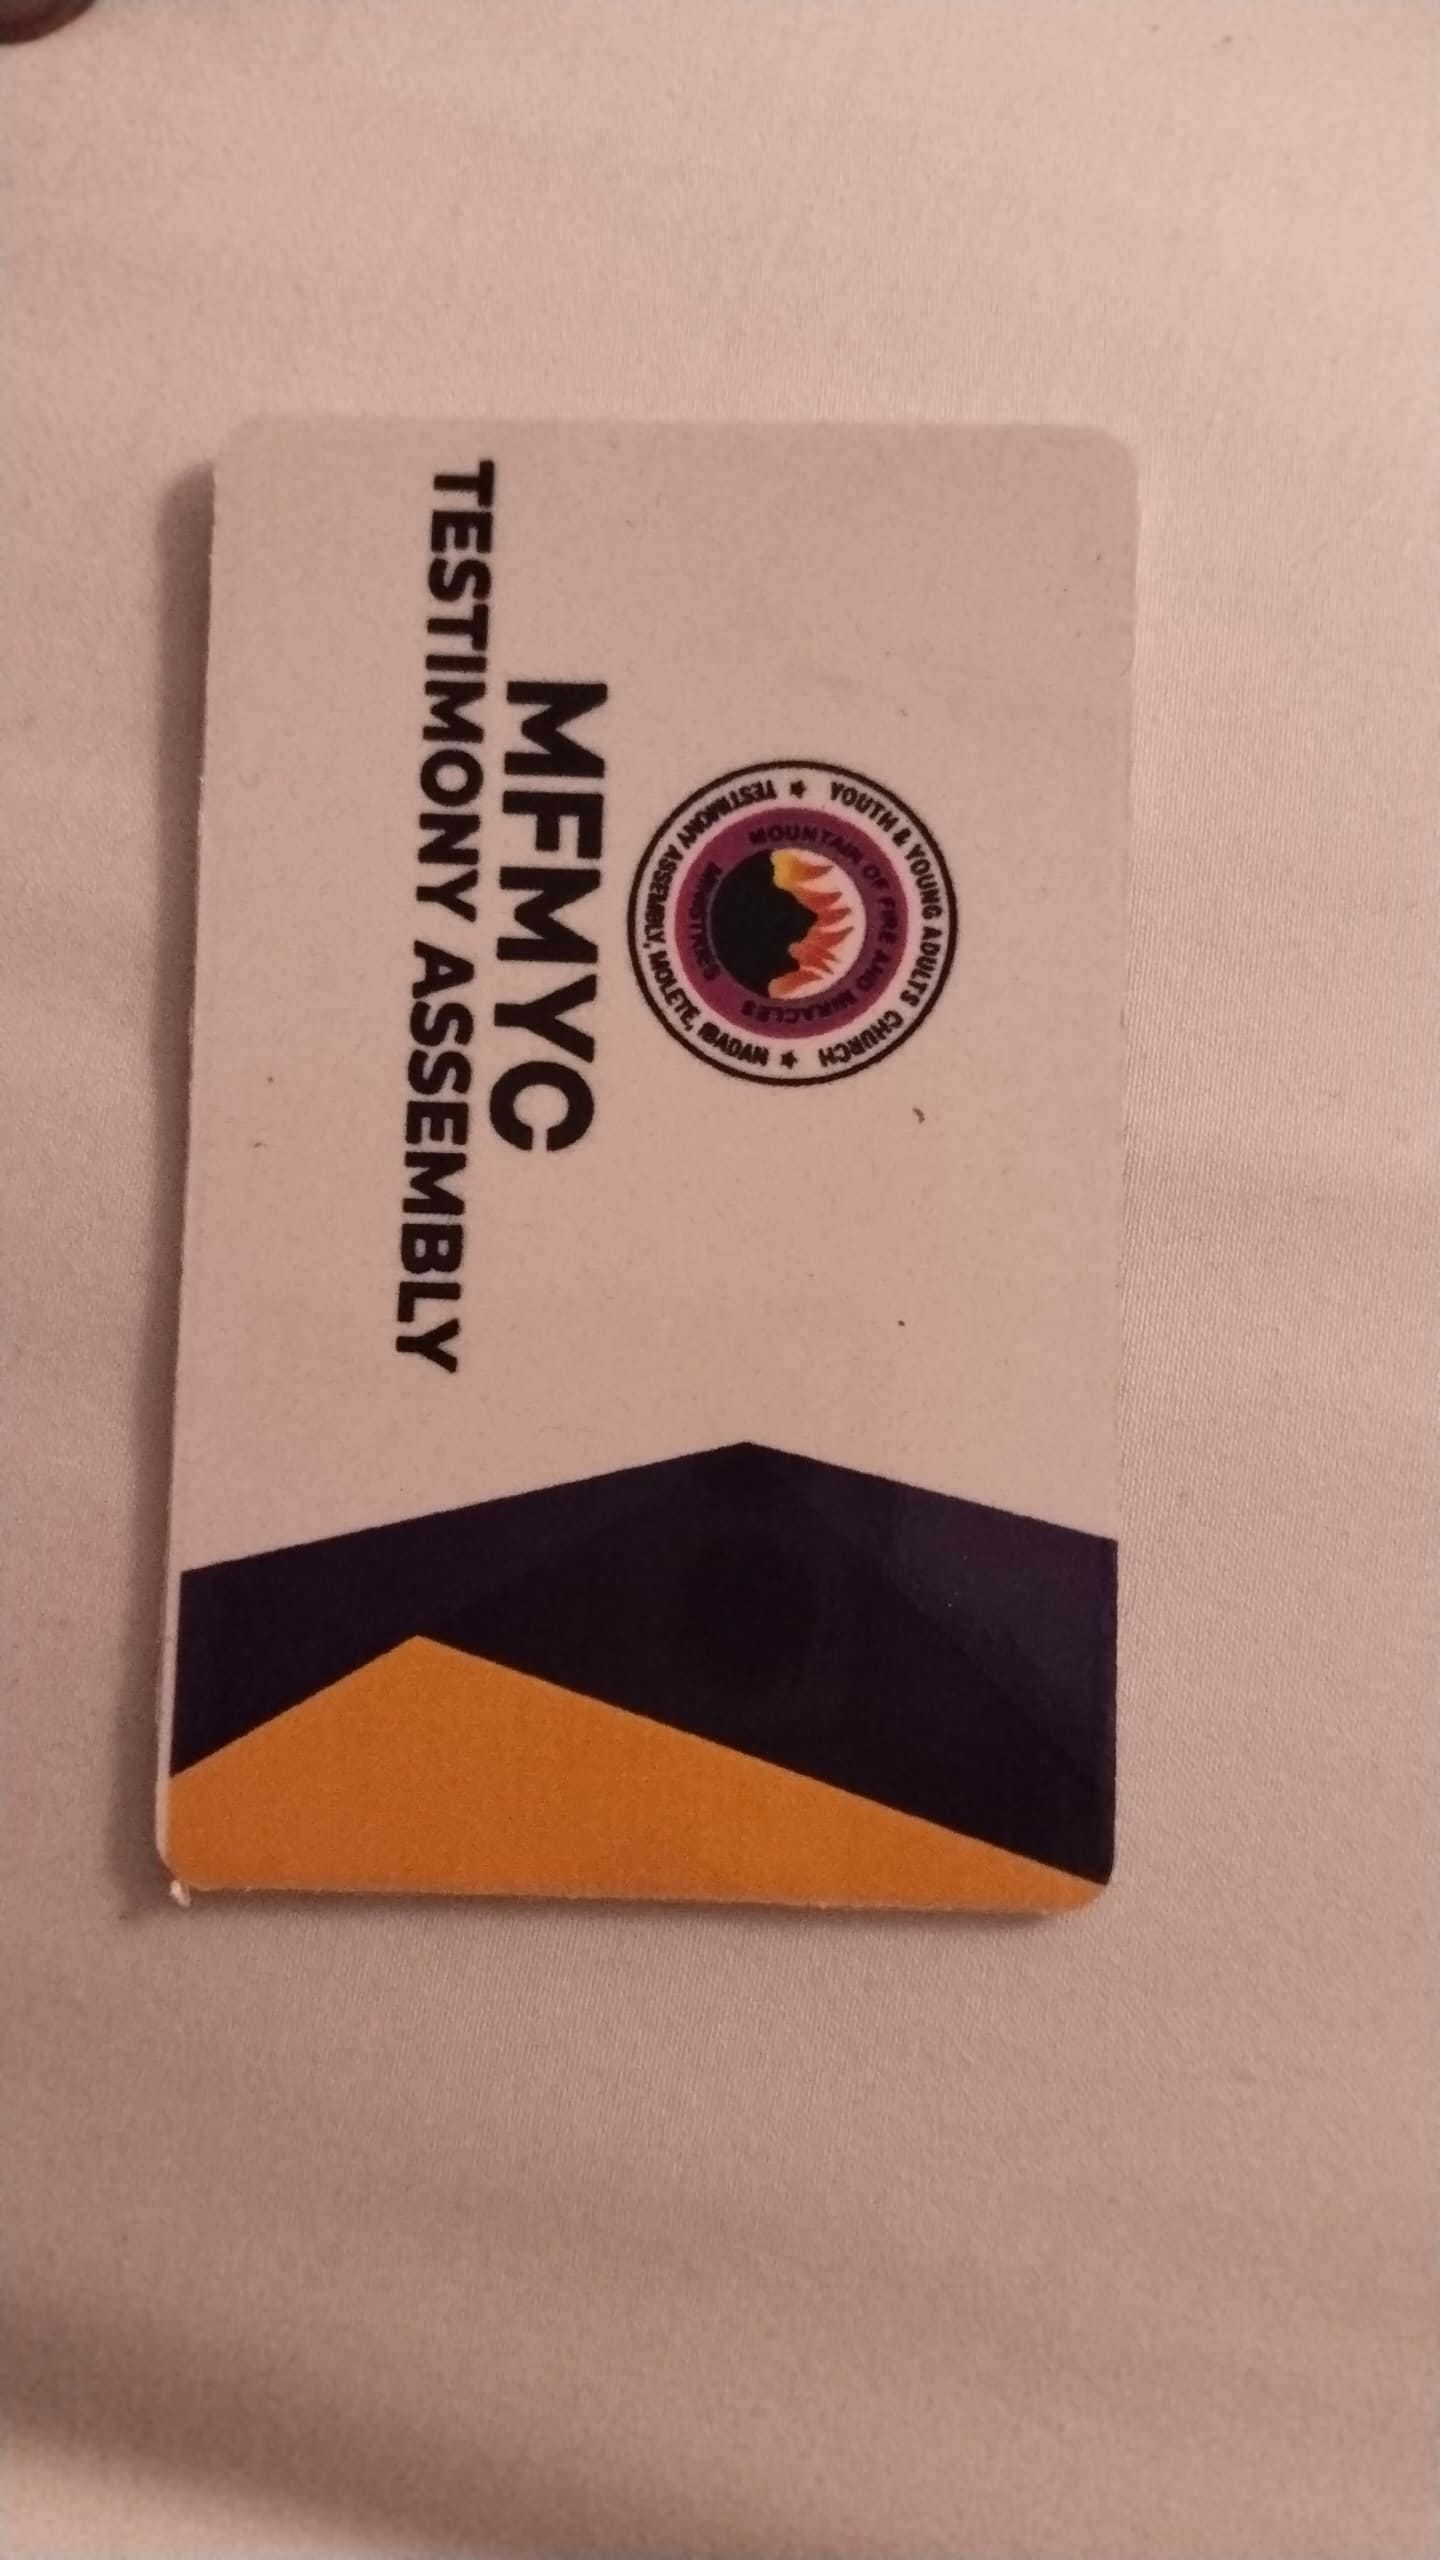 YOUTH & YOUNG ADULTS CHURCH
MOUNTAIN OF FIRE AND MIRACLES
MINISTRIES
TESTIMONY ASSEMBLY, MOLETE, IBADAN
MFMYC
TESTIMONY ASSEMBLY